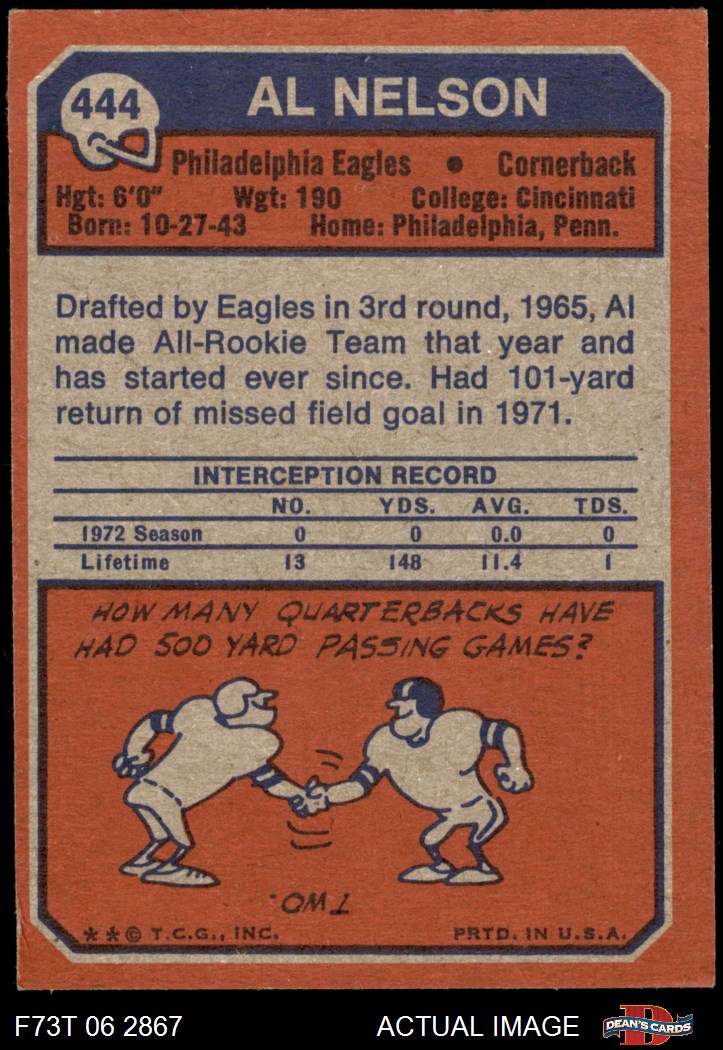 444
AL NELSON
Philadelphia Eagles • Cornerback
Hgt: 6'0" Wgt: 190 College: Cincinnati
Born: 10-27-43 Home: Philadelphia, Penn.
Drafted by Eagles in 3rd round, 1965, Al
made All-Rookie Team that year and
has started ever since. Had 101-yard
return of missed field goal in 1971.
INTERCEPTION RECORD
NO. YDS. AVG. TDS.
1972 Season 0 0 0.0 0
Lifetime 13 148 11.4 1
HOW MANY QUARTERBACKS HAVE
HAD 500 YARD PASSING GAMES?
TWO.
** © T.C.G., INC. PRTD. IN U.S.A.
F73T 06 2867 ACTUAL IMAGE D DEAN'S CARDS